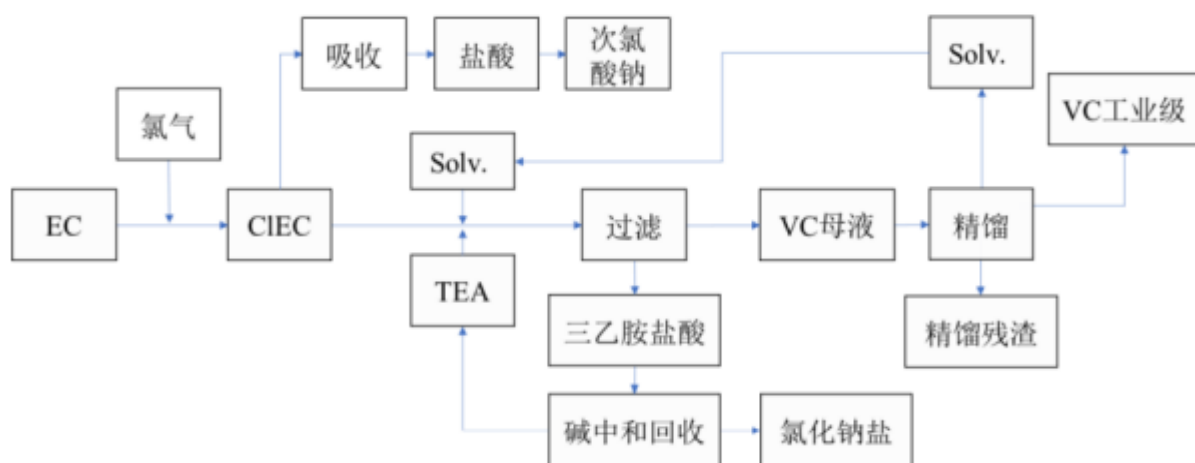 吸收
盐酸
次氯
酸钠
Solv.
VC工业级
氯气
Solv.
EC
ClEC
过滤
VC母液
精馏
TEA
三乙胺盐酸
精馏残渣
碱中和回收
氯化钠盐